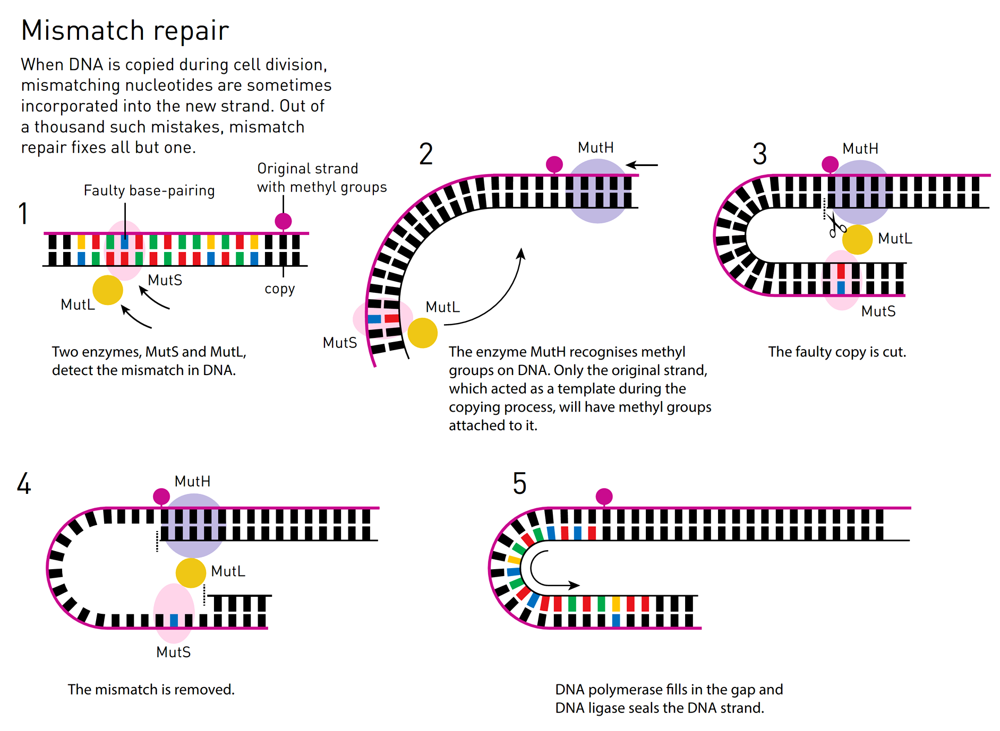 Mismatch repair
When DNA is copied during cell division,
mismatching nucleotides are sometimes
incorporated into the new strand. Out of
a thousand such mistakes, mismatch
repair fixes all but one.
1
Faulty base-pairing
Original strand
with methyl groups
MutS
MutL
copy
Two enzymes, MutS and MutL,
detect the mismatch in DNA.
2
MutH
MutL
MutS
The enzyme MutH recognises methyl
groups on DNA. Only the original strand,
which acted as a template during the
copying process, will have methyl groups
attached to it.
3
MutH
MutL
MutS
The faulty copy is cut.
4
MutH
MutL
MutS
The mismatch is removed.
5
DNA polymerase fills in the gap and
DNA ligase seals the DNA strand.